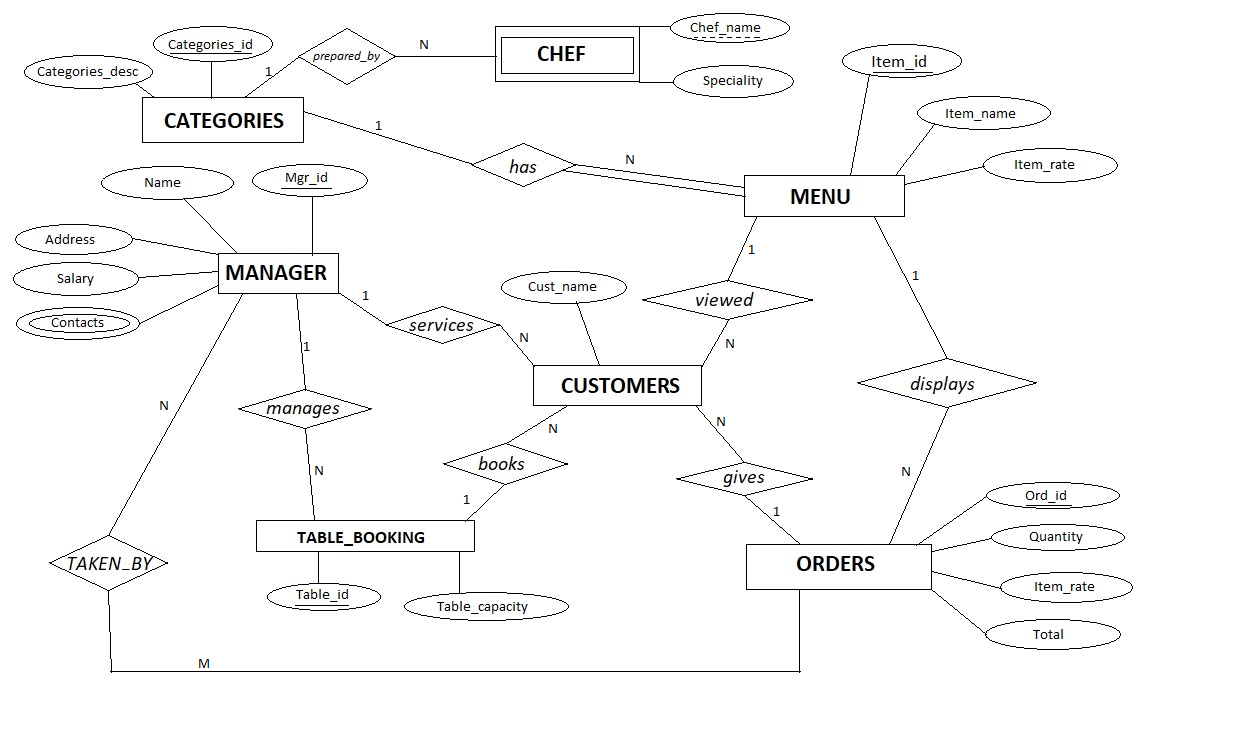 Chef_name
Categories_id
N
prepared_by
CHEF
1
Categories_desc
Speciality
Item_id
Item_name
CATEGORIES
1
has
N
Item_rate
Name
Mgr_id
MENU
Address
MANAGER
Salary
Contacts
1
services
N
Cust_name
1
viewed
N
1
1
manages
N
CUSTOMERS
displays
N
N
books
1
N
gives
1
N
Ord_id
Quantity
Item_rate
Total
TABLE_BOOKING
ORDERS
TAKEN_BY
Table_id
Table_capacity
M